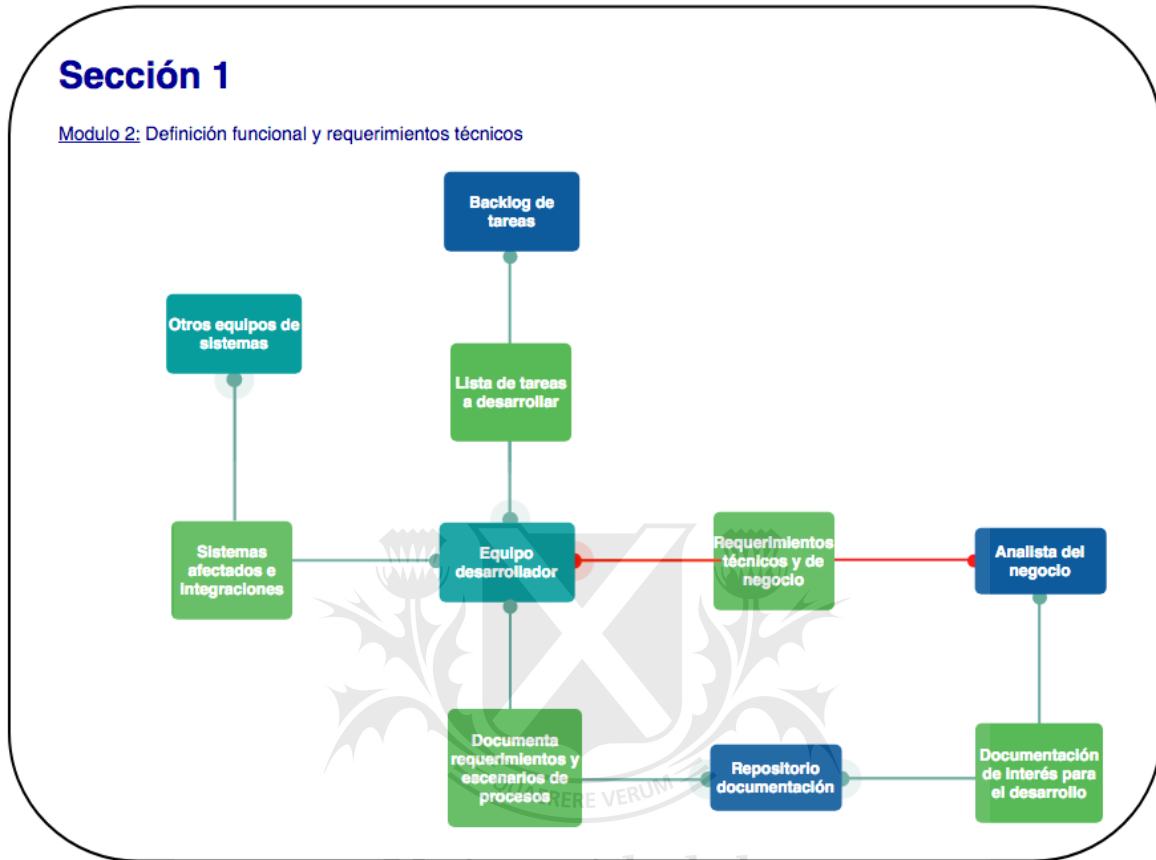 Sección 1
Modulo 2: Definición funcional y requerimientos técnicos
Backlog de
tareas
Otros equipos de
sistemas
Lista de tareas
a desarrollar
Sistemas
afectados e
integraciones
Equipo
desarrollador
Requerimientos
técnicos y de
negocio
Analista del
negocio
Documenta
requerimientos y
escenarios de
procesos
Repositorio
documentación
Documentación
de interés para
el desarrollo
QUAERERE VERUM